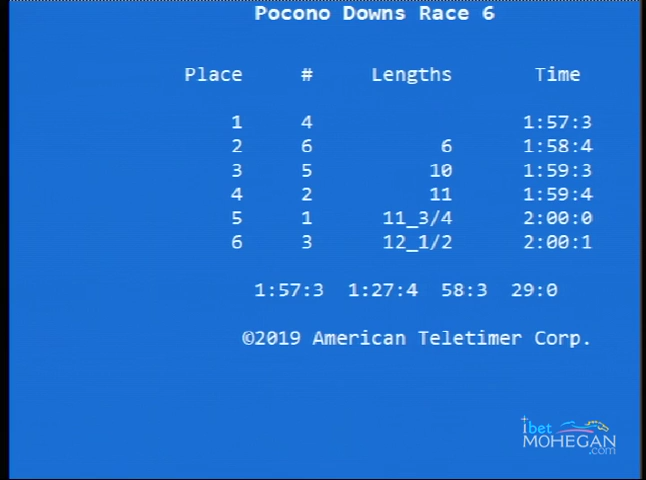 Pocono Downs Race 6
Place # Lengths Time
1 4 1:57:3
2 6 6 1:58:4
3 5 10 1:59:3
4 2 11 1:59:4
5 1 11_3/4 2:00:0
6 3 12_1/2 2:00:1
1:57:3 1:27:4 58:3 29:0
©2019 American Teletimer Corp.
ibet
MOHEGAN
.com